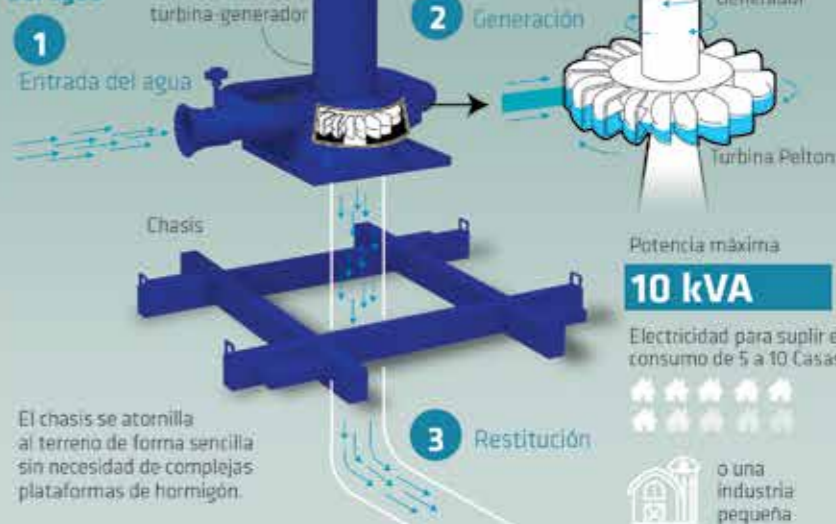 turbina-generador
1
Entrada del agua
2
Generación
Generador
Turbina Pelton
Chasis
Potencia máxima
10 kVA
Electricidad para suplir e
consumo de 5 a 10 Casas
El chasis se atornilla
al terreno de forma sencilla
sin necesidad de complejas
plataformas de hormigón.
3
Restitución
o una
industria
pequeña